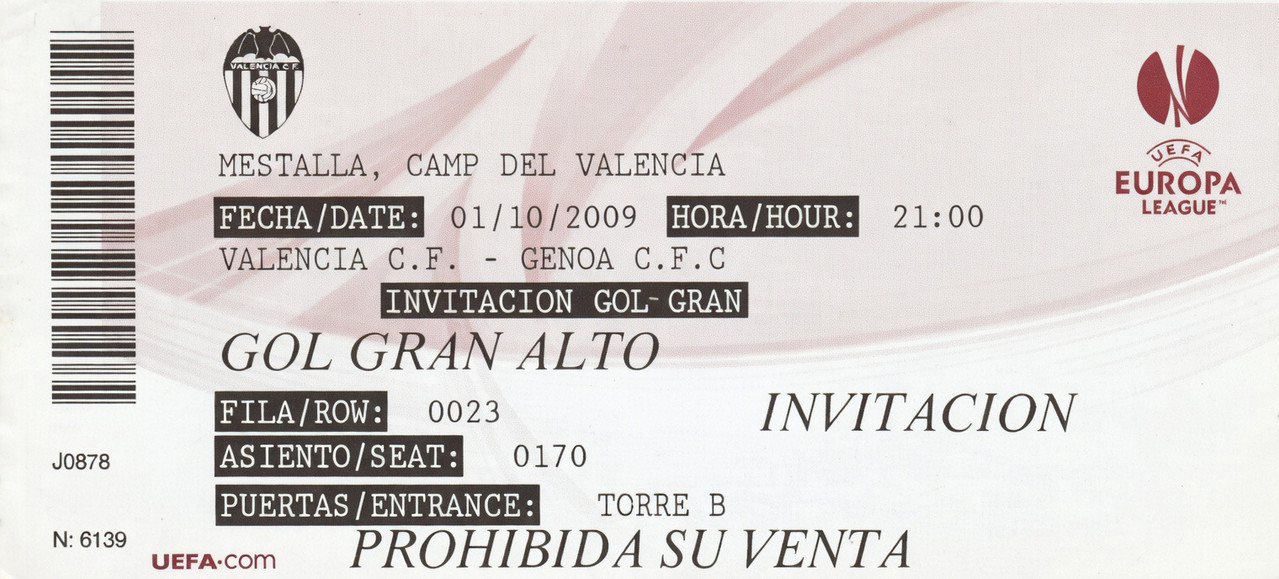 VALENCIA C.F.
MESTALLA, CAMP DEL VALENCIA
FECHA/DATE: 01/10/2009 HORA/HOUR: 21:00
VALENCIA C.F. - GENOA C.F.C
INVITACION GOL-GRAN
GOL GRAN ALTO
FILA/ROW: 0023
INVITACION
ASIENTO/SEAT: 0170
PUERTAS/ENTRANCE: TORRE B
PROHIBIDA SU VENTA
J0878
N: 6139
UEFA.com
UEFA
EUROPA
LEAGUE™